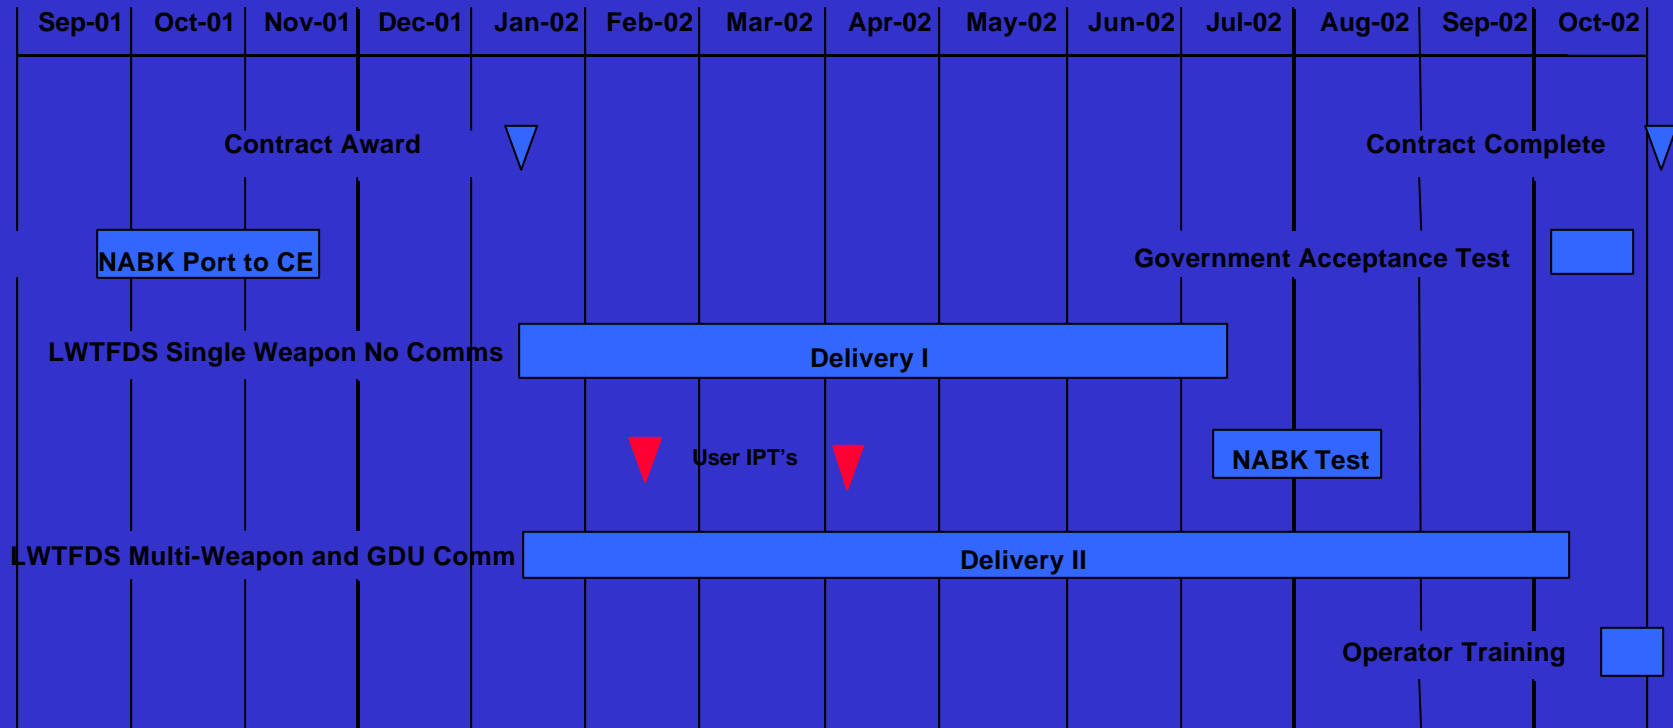 Sep-01 Oct-01 Nov-01 Dec-01 Jan-02 Feb-02 Mar-02 Apr-02 May-02 Jun-02 Jul-02 Aug-02 Sep-02 Oct-02
Contract Award Contract Complete
NABK Port to CE Government Acceptance Test
LWTFDS Single Weapon No Comms Delivery I
User IPT's NABK Test
LWTFDS Multi-Weapon and GDU Comm Delivery II
Operator Training